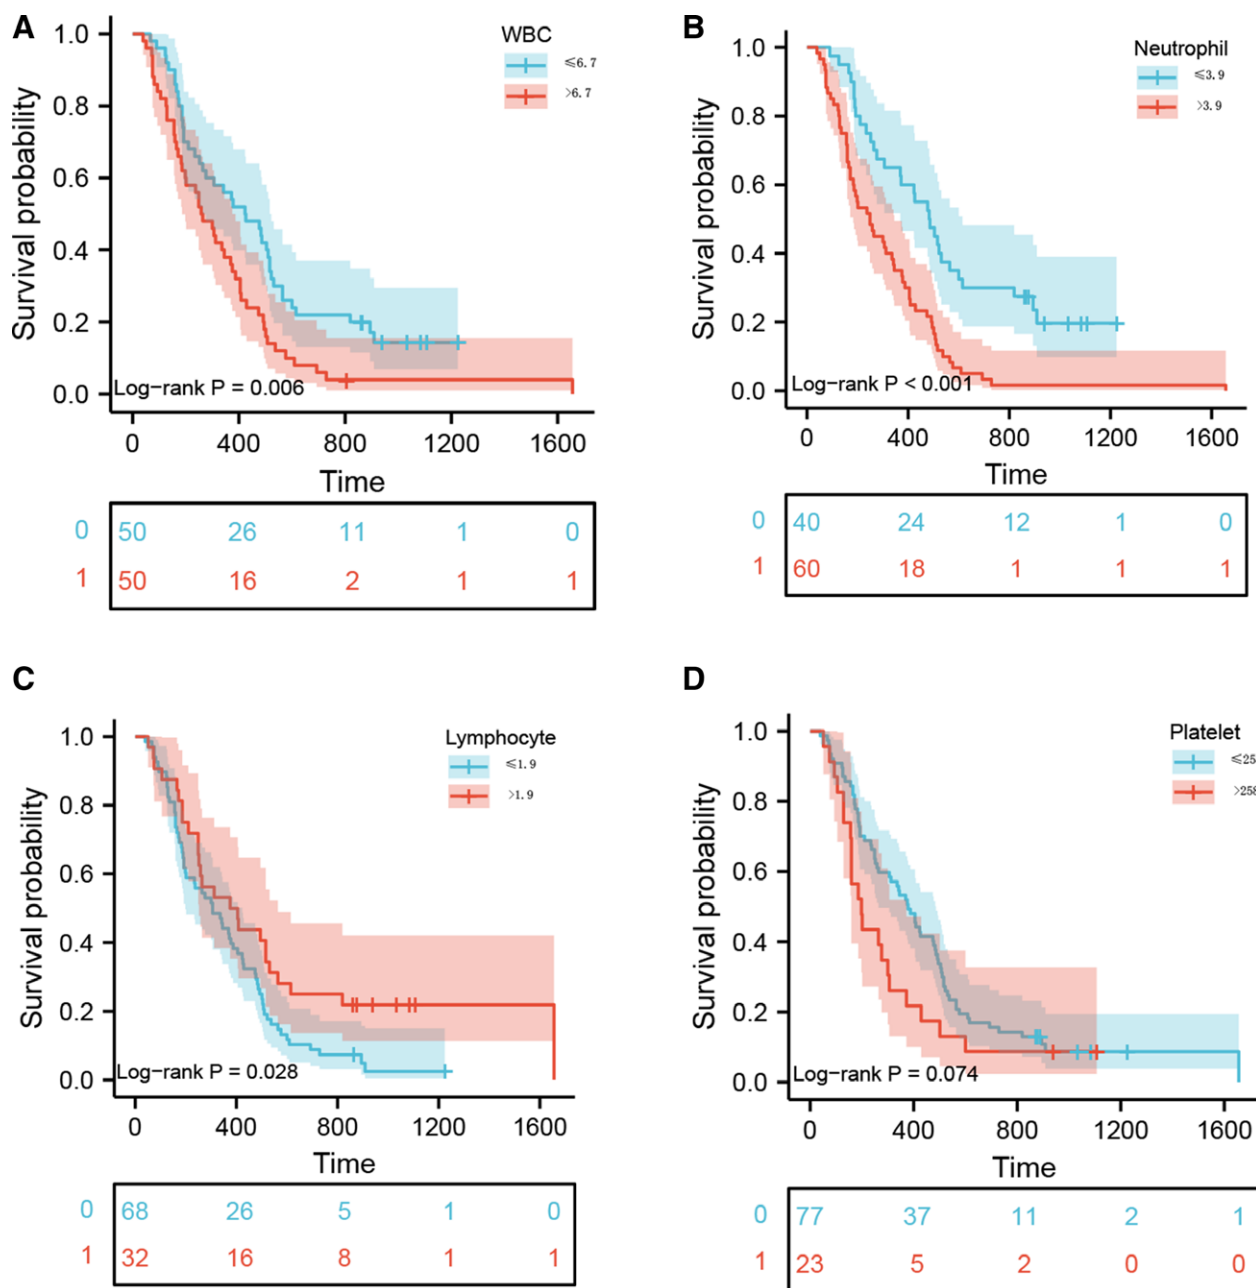 A
WBC
≤6.7
>6.7
Survival probability
1.0
0.8
0.6
0.4
0.2
0.0
Log-rank P = 0.006
0 400 800 1200 1600
Time
0 50 26 11 1 0
1 50 16 2 1 1
B
Neutrophil
≤3.9
>3.9
Survival probability
1.0
0.8
0.6
0.4
0.2
0.0
Log-rank P < 0.001
0 400 800 1200 1600
Time
0 40 24 12 1 0
1 60 18 1 1 1
C
Lymphocyte
≤1.9
>1.9
Survival probability
1.0
0.8
0.6
0.4
0.2
0.0
Log-rank P = 0.028
0 400 800 1200 1600
Time
0 68 26 5 1 0
1 32 16 8 1 1
D
Platelet
≤25
>258
Survival probability
1.0
0.8
0.6
0.4
0.2
0.0
Log-rank P = 0.074
0 400 800 1200 1600
Time
0 77 37 11 2 1
1 23 5 2 0 0